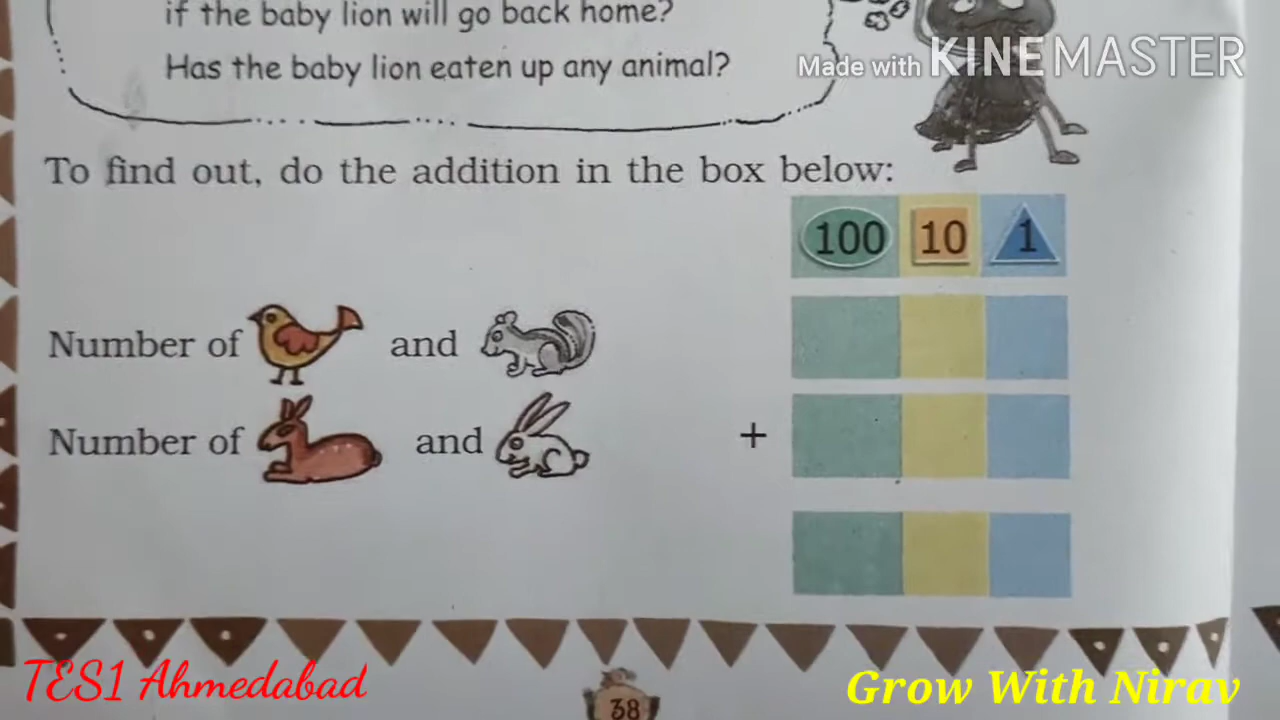 if the baby lion will go back home?
Has the baby lion eaten up any animal?
Made with KINEMASTER
To find out, do the addition in the box below:
100 10 1
Number of and
Number of and +
TES1 Ahmedabad
38
Grow With Nirav